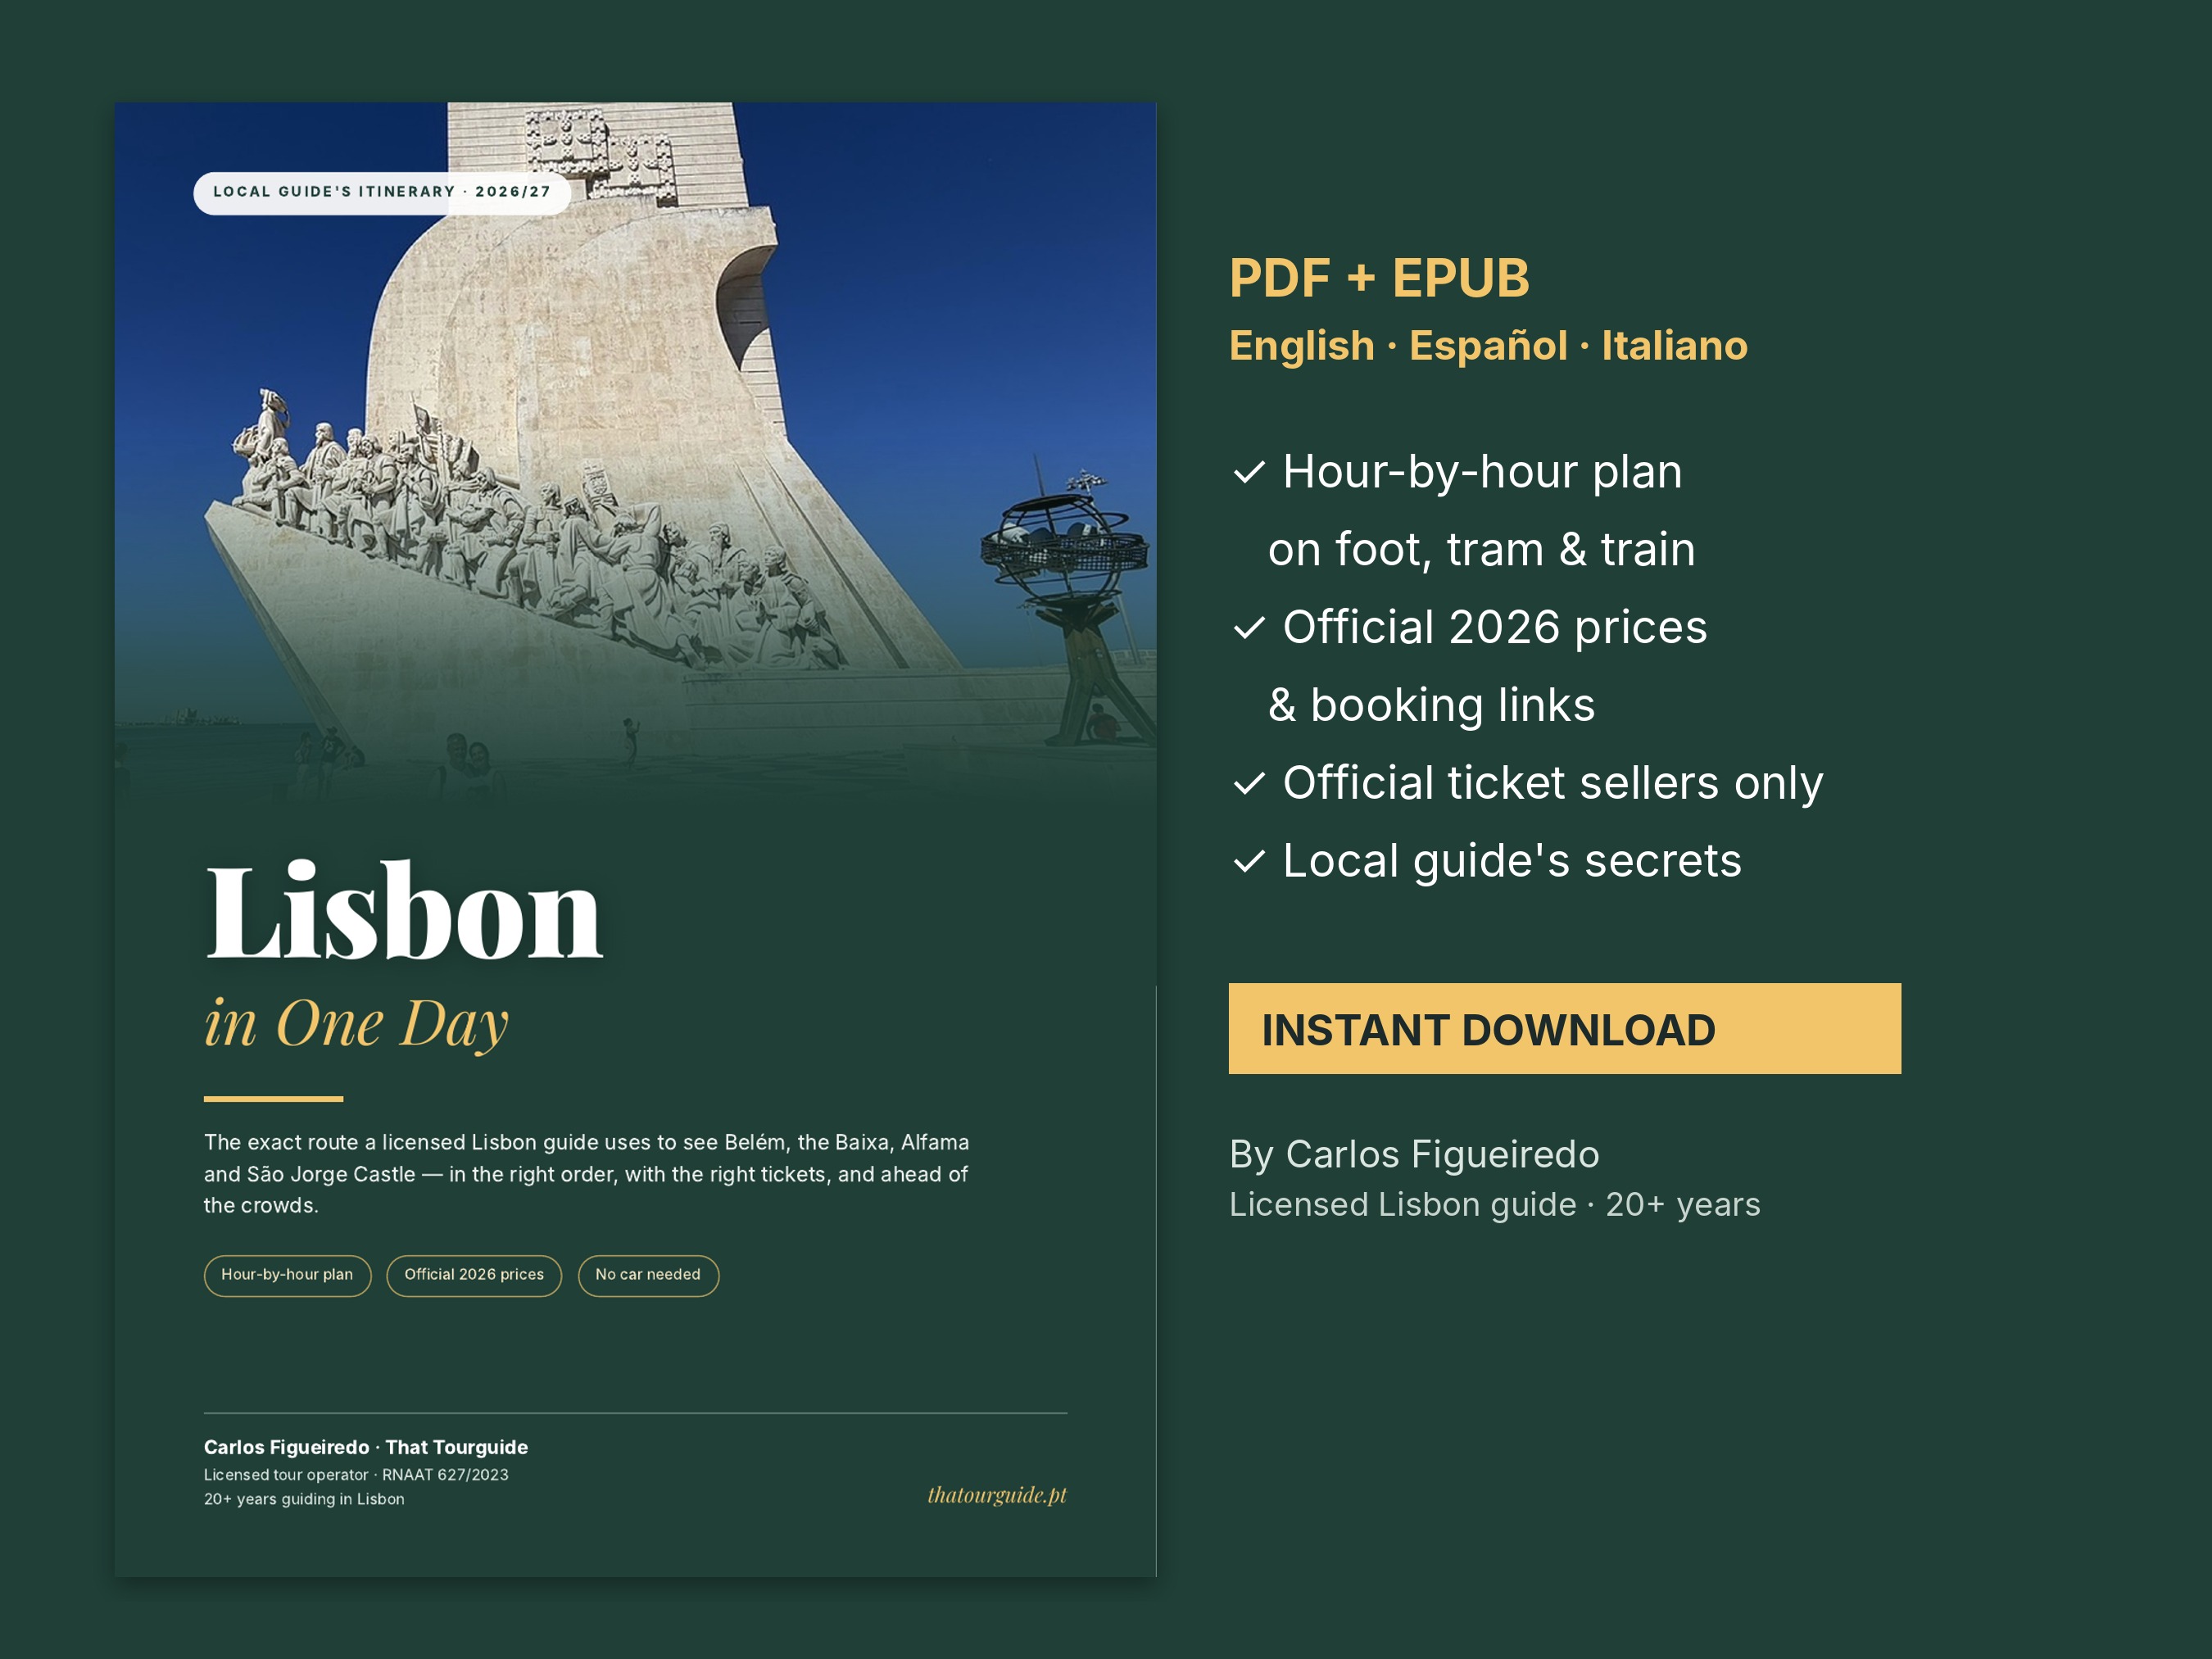 LOCAL GUIDE'S ITINERARY · 2026/27
Lisbon
in One Day
The exact route a licensed Lisbon guide uses to see Belém, the Baixa, Alfama
and São Jorge Castle — in the right order, with the right tickets, and ahead of
the crowds.
Hour-by-hour plan
Official 2026 prices
No car needed
Carlos Figueiredo · That Tourguide
Licensed tour operator · RNAAT 627/2023
20+ years guiding in Lisbon
thatourguide.pt
PDF + EPUB
English · Español · Italiano
✓ Hour-by-hour plan
on foot, tram & train
✓ Official 2026 prices
& booking links
✓ Official ticket sellers only
✓ Local guide's secrets
INSTANT DOWNLOAD
By Carlos Figueiredo
Licensed Lisbon guide · 20+ years